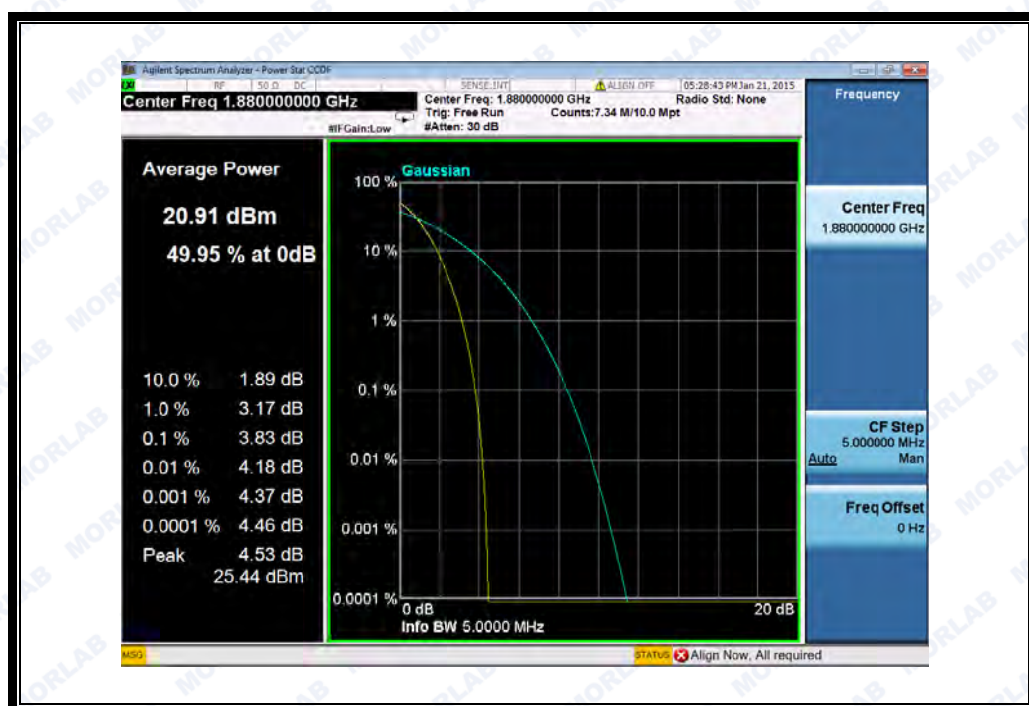 Agilent Spectrum Analyzer - Power Stat CCDF
RF 50 Ω DC SENSE:INT ALIGN OFF 05:28:43 PM Jan 21, 2015
Center Freq 1.880000000 GHz
Center Freq: 1.880000000 GHz Radio Std: None
Trig: Free Run Counts:7.34 M/10.0 Mpt
#IFGain:Low #Atten: 30 dB
Frequency
Average Power
20.91 dBm
49.95 % at 0dB
10.0 % 1.89 dB
1.0 % 3.17 dB
0.1 % 3.83 dB
0.01 % 4.18 dB
0.001 % 4.37 dB
0.0001 % 4.46 dB
Peak 4.53 dB
25.44 dBm
Gaussian
100 %
10 %
1 %
0.1 %
0.01 %
0.001 %
0.0001 %
0 dB 20 dB
Info BW 5.0000 MHz
Center Freq
1.880000000 GHz
CF Step
5.000000 MHz
Auto Man
Freq Offset
0 Hz
MSG STATUS Align Now, All required
MORLAB